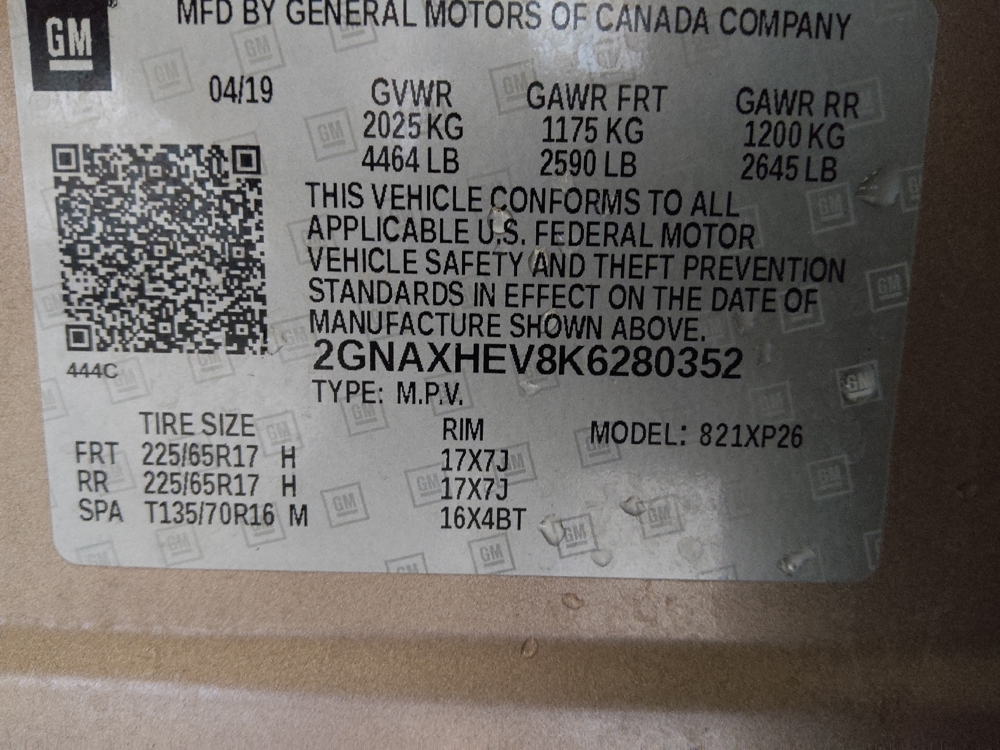 GM
MFD BY GENERAL MOTORS OF CANADA COMPANY
04/19 GVWR GAWR FRT GAWR RR
2025 KG 1175 KG 1200 KG
4464 LB 2590 LB 2645 LB
THIS VEHICLE CONFORMS TO ALL
APPLICABLE U.S. FEDERAL MOTOR
VEHICLE SAFETY AND THEFT PREVENTION
STANDARDS IN EFFECT ON THE DATE OF
MANUFACTURE SHOWN ABOVE.
444C
2GNAXHEV8K6280352
TYPE: M.P.V.
TIRE SIZE RIM MODEL: 821XP26
FRT 225/65R17 H 17X7J
RR 225/65R17 H 17X7J
SPA T135/70R16 M 16X4BT